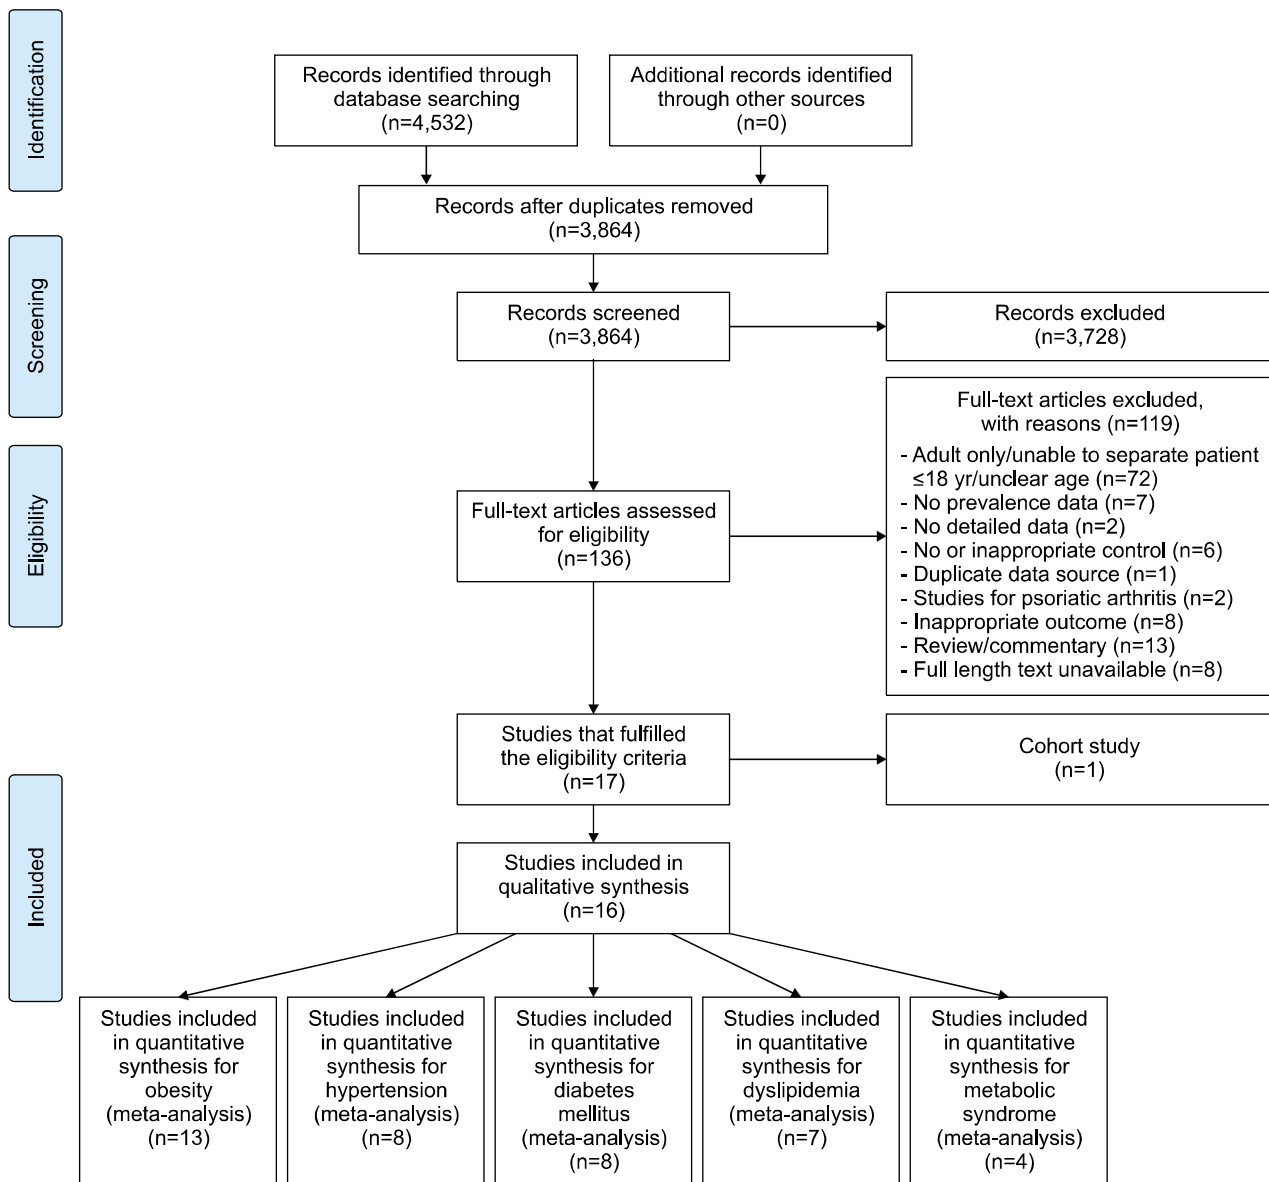 Identification
Records identified through
database searching
(n=4,532)
Additional records identified
through other sources
(n=0)
Records after duplicates removed
(n=3,864)
Screening
Records screened
(n=3,864)
Records excluded
(n=3,728)
Eligibility
Full-text articles assessed
for eligibility
(n=136)
Full-text articles excluded,
with reasons (n=119)
- Adult only/unable to separate patient
≤18 yr/unclear age (n=72)
- No prevalence data (n=7)
- No detailed data (n=2)
- No or inappropriate control (n=6)
- Duplicate data source (n=1)
- Studies for psoriatic arthritis (n=2)
- Inappropriate outcome (n=8)
- Review/commentary (n=13)
- Full length text unavailable (n=8)
Studies that fulfilled
the eligibility criteria
(n=17)
Cohort study
(n=1)
Included
Studies included in
qualitative synthesis
(n=16)
Studies included
in quantitative
synthesis for
obesity
(meta-analysis)
(n=13)
Studies included
in quantitative
synthesis for
hypertension
(meta-analysis)
(n=8)
Studies included
in quantitative
synthesis for
diabetes
mellitus
(meta-analysis)
(n=8)
Studies included
in quantitative
synthesis for
dyslipidemia
(meta-analysis)
(n=7)
Studies included
in quantitative
synthesis for
metabolic
syndrome
(meta-analysis)
(n=4)